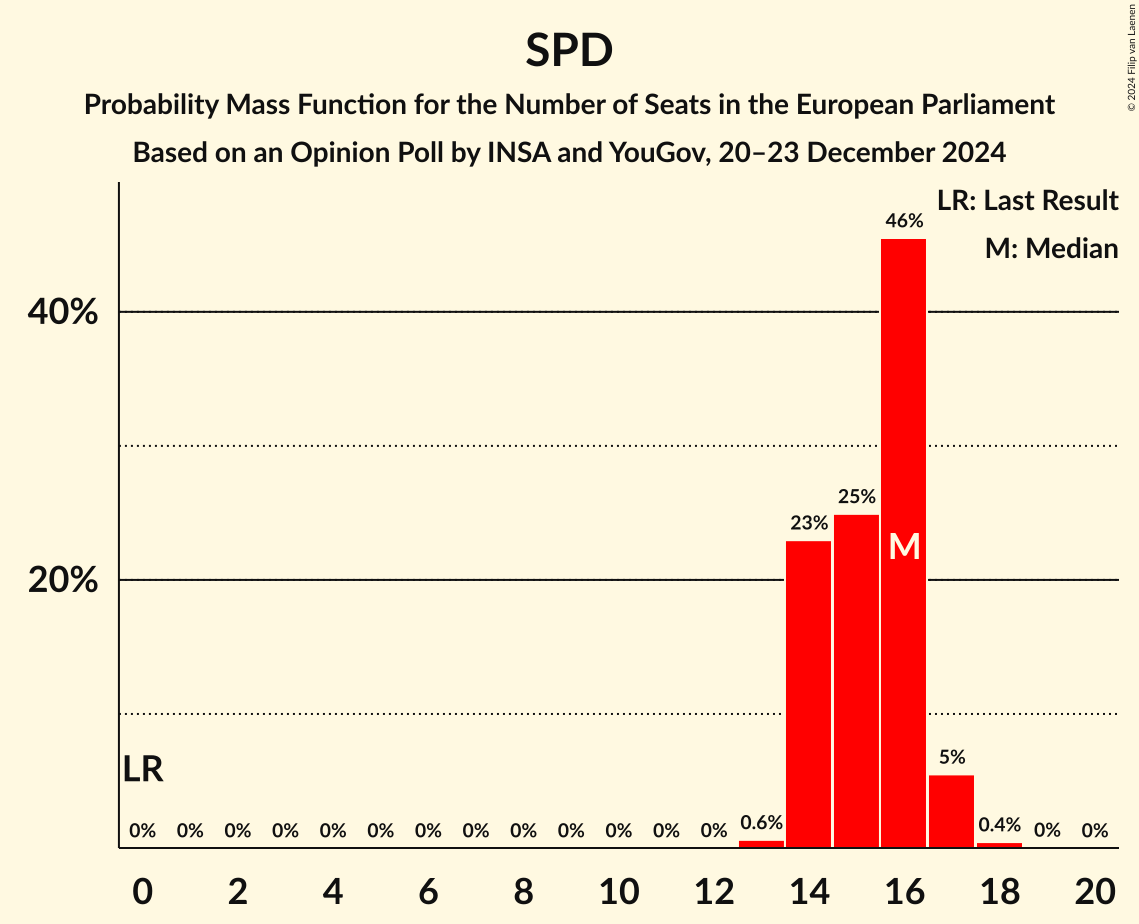 SPD
Probability Mass Function for the Number of Seats in the European Parliament
Based on an Opinion Poll by INSA and YouGov, 20–23 December 2024
© 2024 Filip van Laenen
LR: Last Result
M: Median
40%
20%
46%
25%
23%
M
5%
LR
0% 0% 0% 0% 0% 0% 0% 0% 0% 0% 0% 0% 0% 0.6% 0.4% 0% 0%
0 2 4 6 8 10 12 14 16 18 20